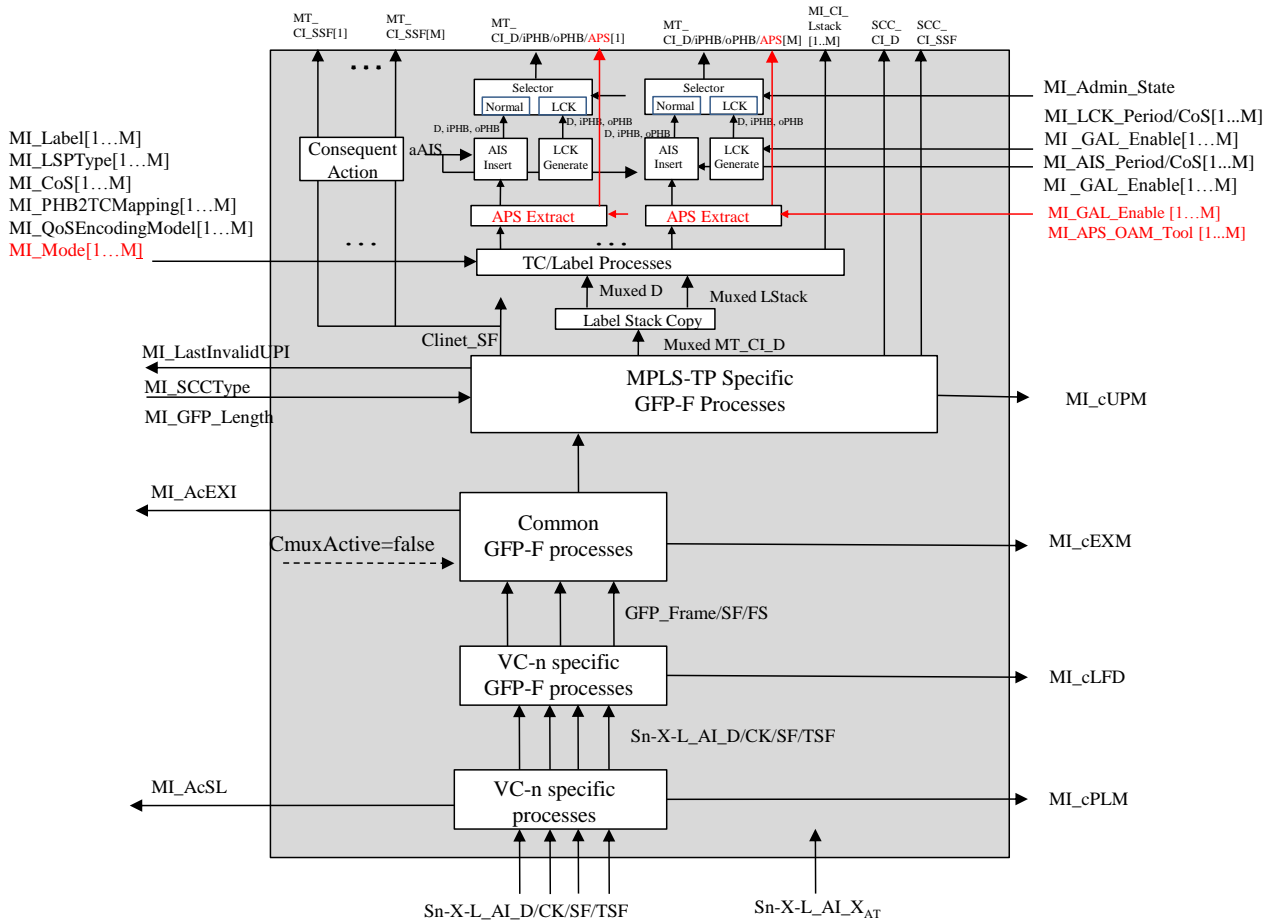 MT_
CI_SSF[1]
MT_
CI_SSF[M]
MT_
CI_D/iPHB/oPHB/APS[1]
MT_
CI_D/iPHB/oPHB/APS[M]
MI_CI_
Lstack
[1..M]
SCC_
CI_D
SCC_
CI_SSF
Selector
Normal
LCK
Selector
Normal
LCK
D, iPHB, oPHB
D, iPHB, oPHB
D, iPHB, oPHB
D, iPHB, oPHB
MI_Admin_State
MI_LCK_Period/CoS[1...M]
MI _GAL_Enable[1…M]
MI_AIS_Period/CoS[1...M]
MI _GAL_Enable[1…M]
MI_GAL_Enable [1…M]
MI_APS_OAM_Tool [1...M]
MI_Label[1…M]
MI_LSPType[1…M]
MI_CoS[1…M]
MI_PHB2TCMapping[1…M]
MI_QoSEncodingModel[1…M]
MI_Mode[1…M]
Consequent
Action
aAIS
AIS
Insert
LCK
Generate
AIS
Insert
LCK
Generate
APS Extract
APS Extract
TC/Label Processes
Muxed D
Muxed LStack
Label Stack Copy
Clinet_SF
Muxed MT_CI_D
MI_LastInvalidUPI
MI_SCCType
MI_GFP_Length
MPLS-TP Specific
GFP-F Processes
MI_cUPM
MI_AcEXI
Common
GFP-F processes
CmuxActive=false
MI_cEXM
GFP_Frame/SF/FS
VC-n specific
GFP-F processes
MI_cLFD
Sn-X-L_AI_D/CK/SF/TSF
MI_AcSL
VC-n specific
processes
MI_cPLM
Sn-X-L_AI_D/CK/SF/TSF
Sn-X-L_AI_XAT